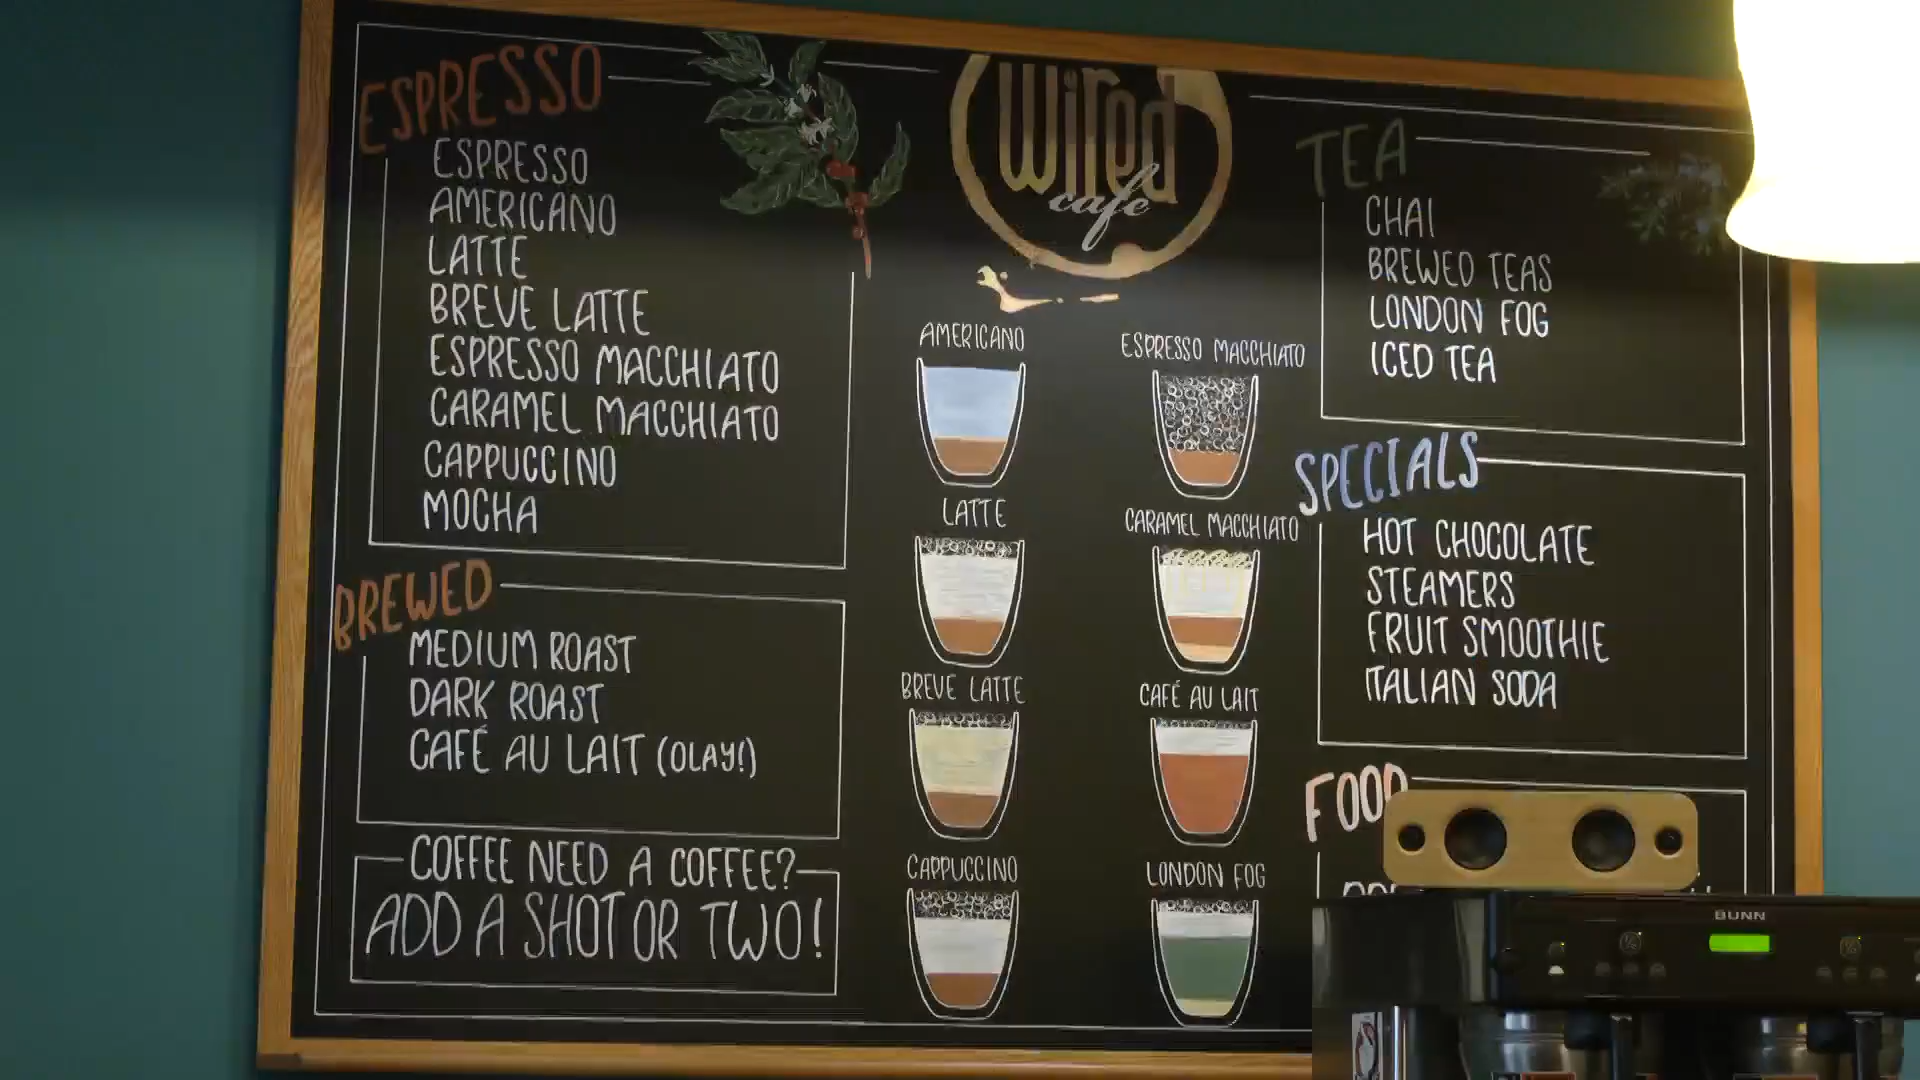 ESPRESSO
ESPRESSO
AMERICANO
LATTE
BREVE LATTE
ESPRESSO MACCHIATO
CARAMEL MACCHIATO
CAPPUCCINO
MOCHA
BREWED
MEDIUM ROAST
DARK ROAST
CAFÉ AU LAIT (OLAY!)
COFFEE NEED A COFFEE?
ADD A SHOT OR TWO!
Wired
cafe
AMERICANO
ESPRESSO MACCHIATO
LATTE
CARAMEL MACCHIATO
BREVE LATTE
CAFÉ AU LAIT
CAPPUCCINO
LONDON FOG
TEA
CHAI
BREWED TEAS
LONDON FOG
ICED TEA
SPECIALS
HOT CHOCOLATE
STEAMERS
FRUIT SMOOTHIE
ITALIAN SODA
FOOD
BUNN